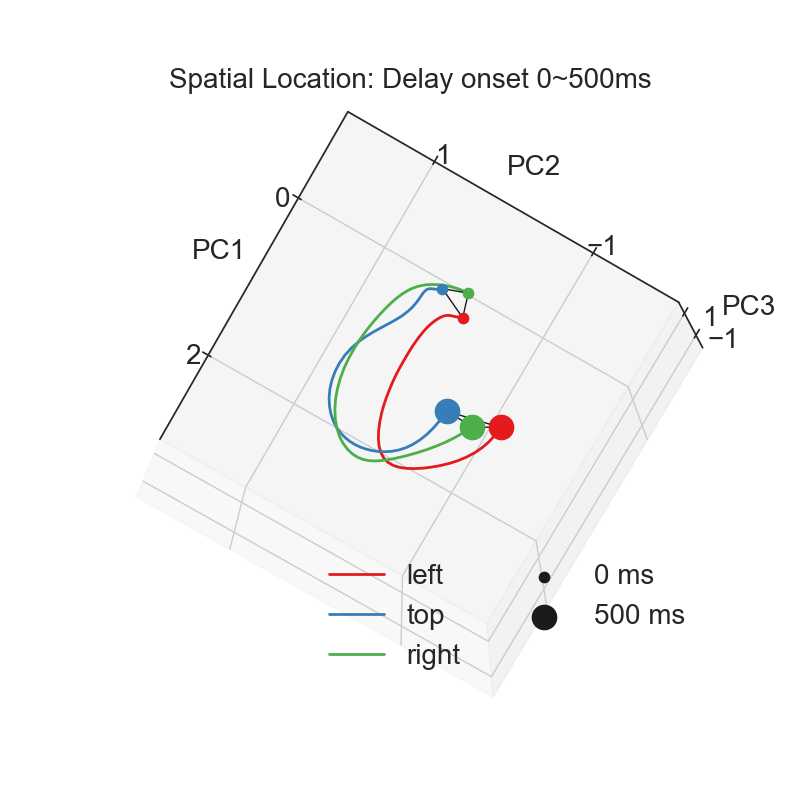 Spatial Location: Delay onset 0~500ms
1
PC2
0
PC1
−1
1
PC3
−1
2
left
0 ms
top
500 ms
right